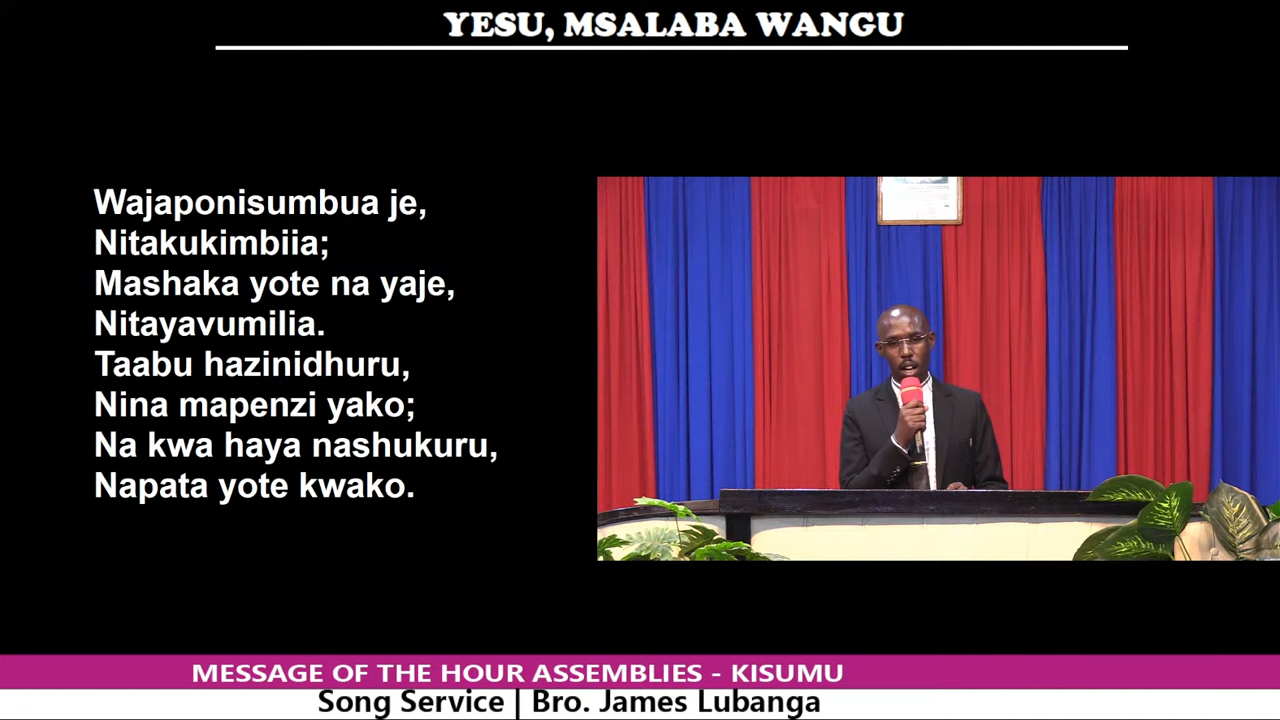 YESU, MSALABA WANGU
Wajaponisumbua je,
Nitakukimbiia;
Mashaka yote na yaje,
Nitayavumilia.
Taabu hazinidhuru,
Nina mapenzi yako;
Na kwa haya nashukuru,
Napata yote kwako.
MESSAGE OF THE HOUR ASSEMBLIES - KISUMU
Song Service | Bro. James Lubanga